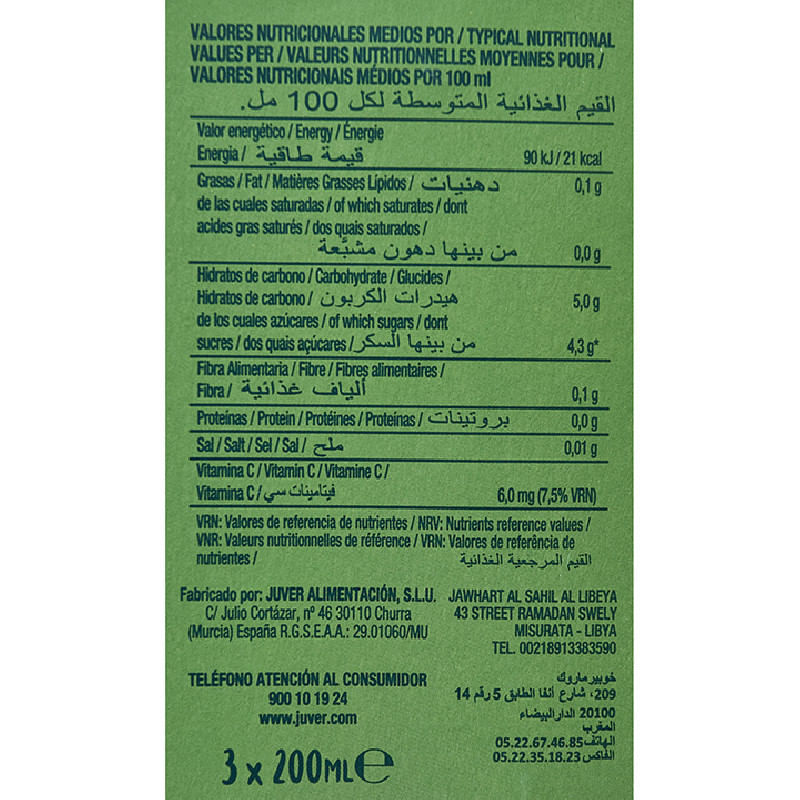 VALORES NUTRICIONALES MEDIOS POR / TYPICAL NUTRITIONAL
VALUES PER / VALEURS NUTRITIONNELLES MOYENNES POUR /
VALORES NUTRICIONAIS MÉDIOS POR 100 ml
القيم الغذائية المتوسطة لكل 100 مل.
Valor energético / Energy / Énergie
Energia / قيمة طاقية 90 kJ / 21 kcal
Grasas / Fat / Matières Grasses Lípidos / دهنيات 0,1 g
de las cuales saturadas / of which saturates / dont
acides gras saturés / dos quais saturados /
من بينها دهون مشبَّعة 0,0 g
Hidratos de carbono / Carbohydrate / Glucides /
Hidratos de carbono / هيدرات الكربون 5,0 g
de los cuales azúcares / of which sugars / dont
sucres / dos quais açúcares / من بينها السكر 4,3 g*
Fibra Alimentaria / Fibre / Fibres alimentaires /
Fibra / ألياف غذائية 0,1 g
Proteínas / Protein / Protéines / Proteínas / بروتينات 0,0 g
Sal / Salt / Sel / Sal / ملح 0,01 g
Vitamina C / Vitamin C / Vitamine C /
Vitamina C / فيتامينات سي 6,0 mg (7,5% VRN)
VRN: Valores de referencia de nutrientes / NRV: Nutrients reference values /
VNR: Valeurs nutritionnelles de référence / VRN: Valores de referência de
nutrientes / القيم المرجعية الغذائية
Fabricado por: JUVER ALIMENTACIÓN, S.L.U.
C/ Julio Cortázar, nº 46 30110 Churra
(Murcia) España R.G.S.E.A.A.: 29.01060/MU
JAWHART AL SAHIL AL LIBEYA
43 STREET RAMADAN SWELY
MISURATA - LIBYA
TEL. 00218913383590
TELÉFONO ATENCIÓN AL CONSUMIDOR
900 10 19 24
www.juver.com
خوبير ماروك
209، شارع أنفا الطابق 5 رقم 14
20100 الدار البيضاء
المغرب
الهاتف 05.22.67.46.85
الفاكس 05.22.35.18.23
3 x 200ML e